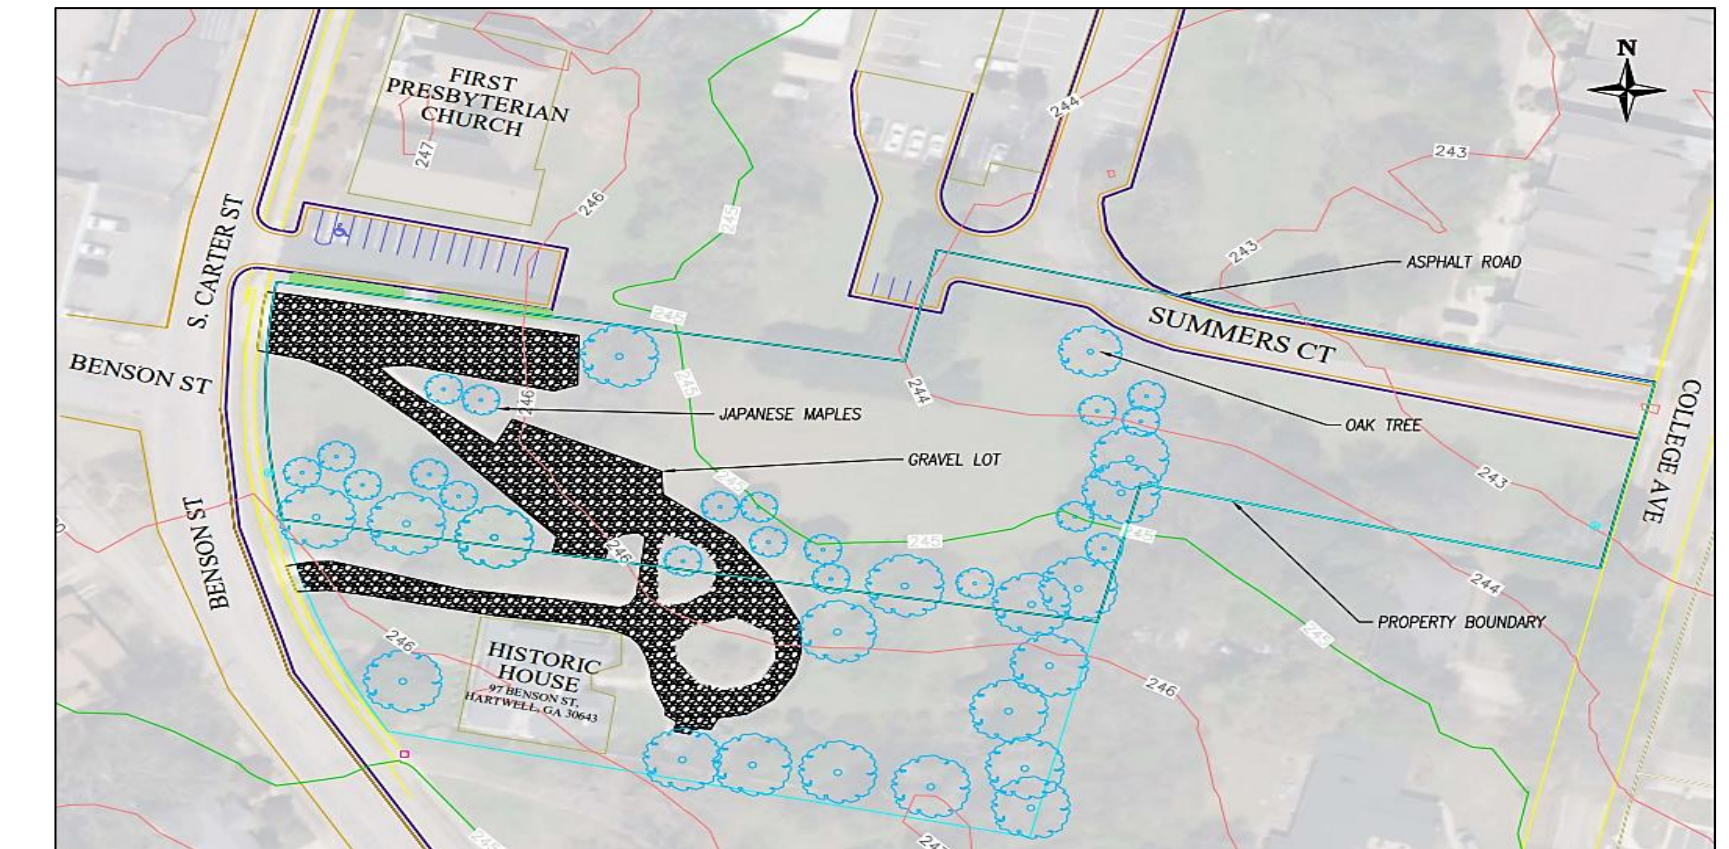 N
FIRST
PRESBYTERIAN
CHURCH
244
243
247
246
245
243
S. CARTER ST
ASPHALT ROAD
SUMMERS CT
245
BENSON ST
245
244
246
JAPANESE MAPLES
OAK TREE
COLLEGE AVE
GRAVEL LOT
245
243
BENSON ST
245
245
246
244
PROPERTY BOUNDARY
245
246
HISTORIC
HOUSE
97 BENSON ST,
HARTWELL, GA 30643
246